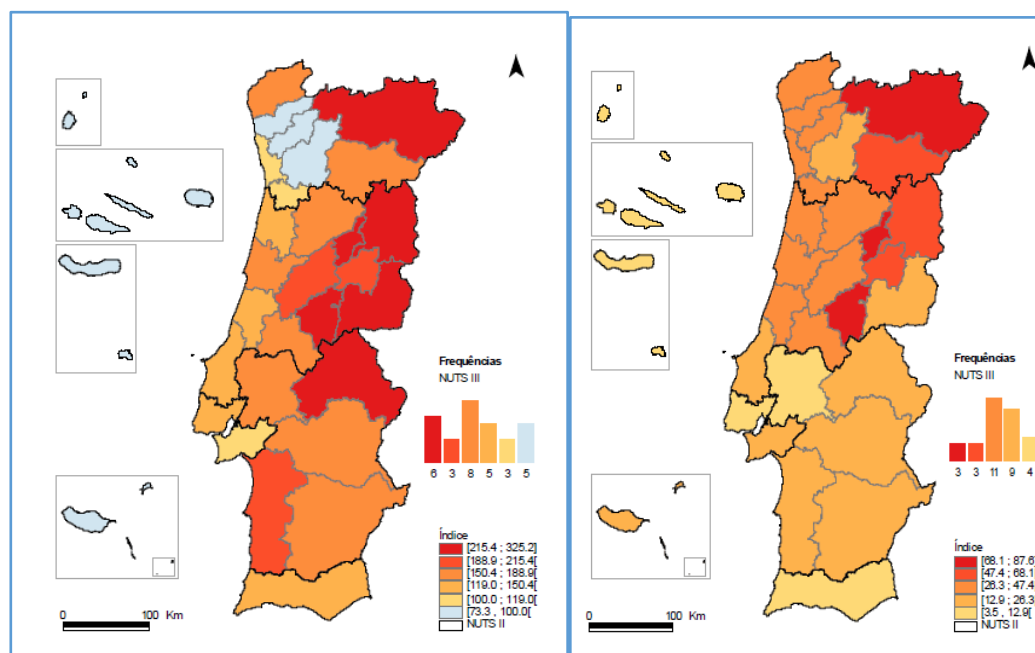 Frequências
NUTS III
6 3 8 5 3 5
Índice
[215.4 ; 325.2]
[188.9 ; 215.4[
[150.4 ; 188.9[
[119.0 ; 150.4[
[100.0 ; 119.0[
[73.3 , 100.0[
NUTS II
0 100 Km
Frequências
NUTS III
3 3 11 9 4
Índice
[68.1 ; 87.6]
[47.4 ; 68.1[
[26.3 ; 47.4[
[12.9 ; 26.3[
[3.5 , 12.9[
NUTS II
0 100 Km